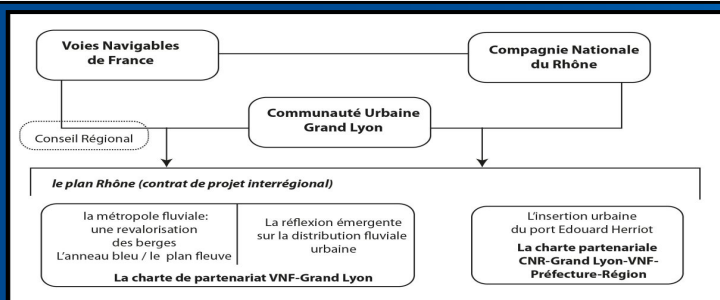 Voies Navigables
de France
Compagnie Nationale
du Rhône
Communauté Urbaine
Grand Lyon
Conseil Régional
le plan Rhône (contrat de projet interrégional)
la métropole fluviale:
une revalorisation
des berges
L'anneau bleu / le plan fleuve
La réflexion émergente
sur la distribution fluviale
urbaine
La charte de partenariat VNF-Grand Lyon
L'insertion urbaine
du port Edouard Herriot
La charte partenariale
CNR-Grand Lyon-VNF-
Préfecture-Région